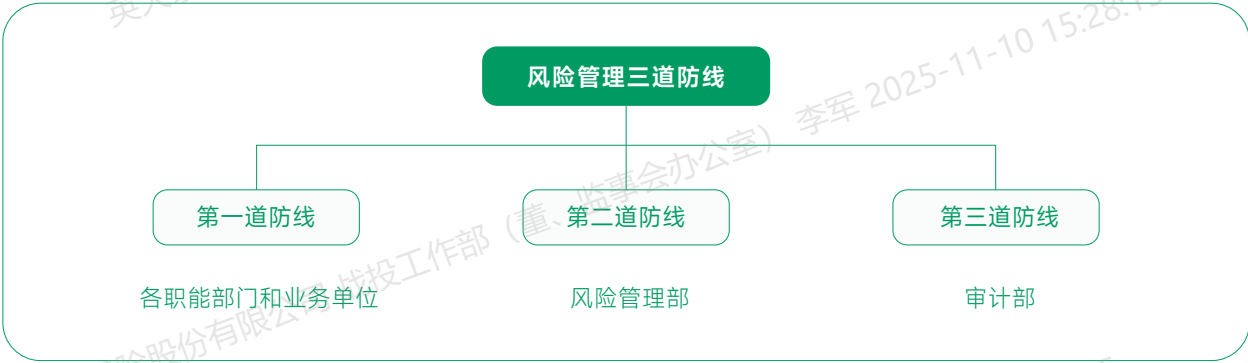 风险管理三道防线
第一道防线
第二道防线
第三道防线
各职能部门和业务单位
风险管理部
审计部
险股份有限公司 战投工作部（董、监事会办公室） 李军 2025-11-10 15:28:15